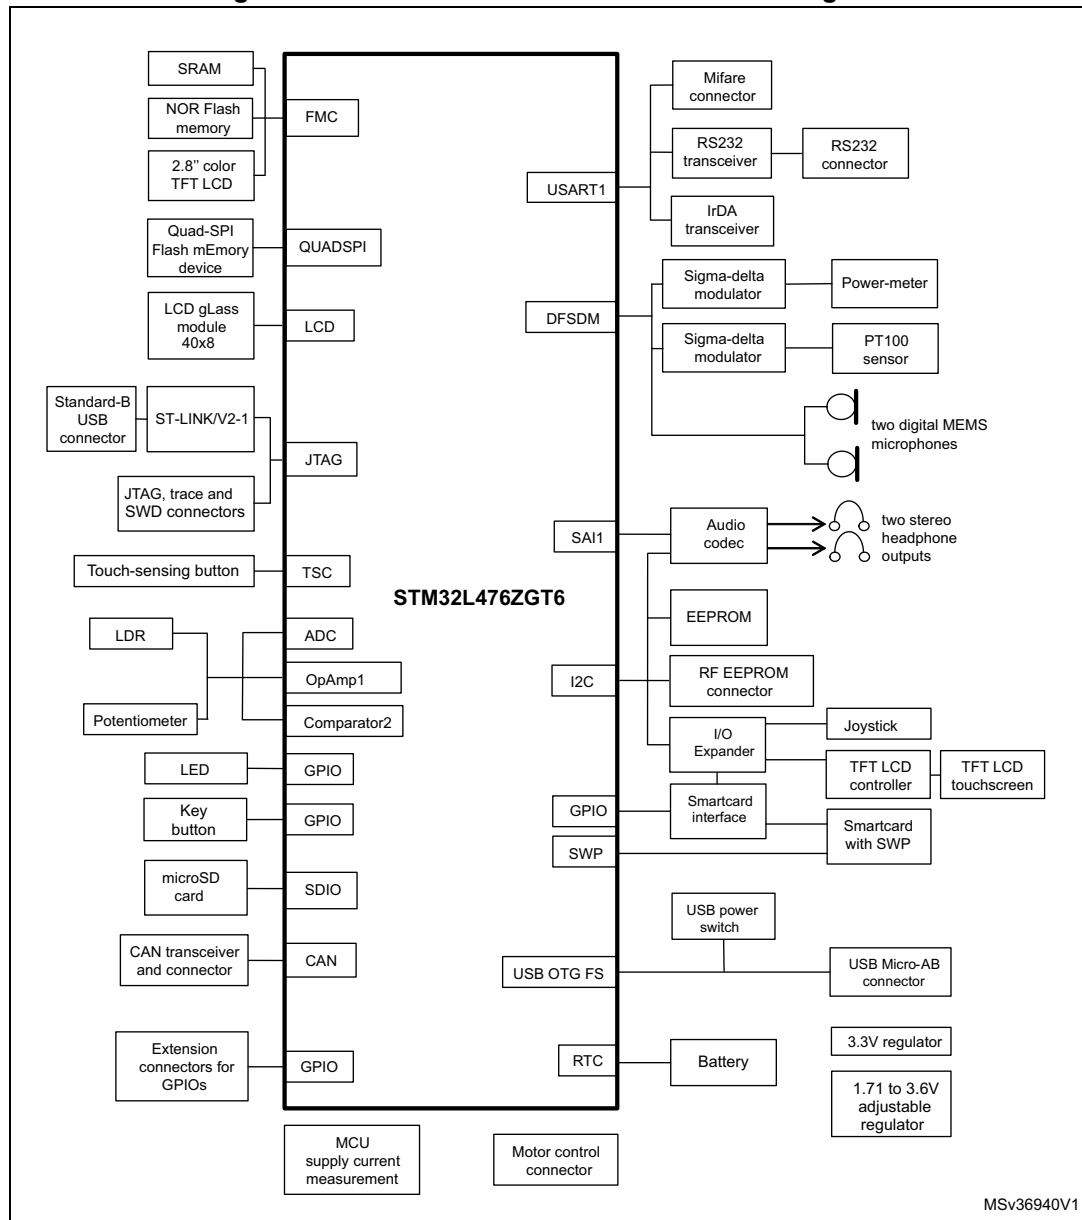 SRAM
NOR Flash
memory
2.8’’ color
TFT LCD
FMC
Quad-SPI
Flash mEmory
device
QUADSPI
LCD gLass
module
40x8
LCD
Standard-B
USB
connector
ST-LINK/V2-1
JTAG, trace and
SWD connectors
JTAG
Touch-sensing button
TSC
LDR
Potentiometer
ADC
OpAmp1
Comparator2
LED
GPIO
Key
button
GPIO
microSD
card
SDIO
CAN transceiver
and connector
CAN
Extension
connectors for
GPIOs
GPIO
STM32L476ZGT6
USART1
Mifare
connector
RS232
transceiver
RS232
connector
IrDA
transceiver
DFSDM
Sigma-delta
modulator
Power-meter
Sigma-delta
modulator
PT100
sensor
two digital MEMS
microphones
SAI1
Audio
codec
two stereo
headphone
outputs
EEPROM
I2C
RF EEPROM
connector
I/O
Expander
Joystick
TFT LCD
controller
TFT LCD
touchscreen
GPIO
Smartcard
interface
SWP
Smartcard
with SWP
USB power
switch
USB OTG FS
USB Micro-AB
connector
RTC
Battery
3.3V regulator
1.71 to 3.6V
adjustable
regulator
MCU
supply current
measurement
Motor control
connector
MSv36940V1